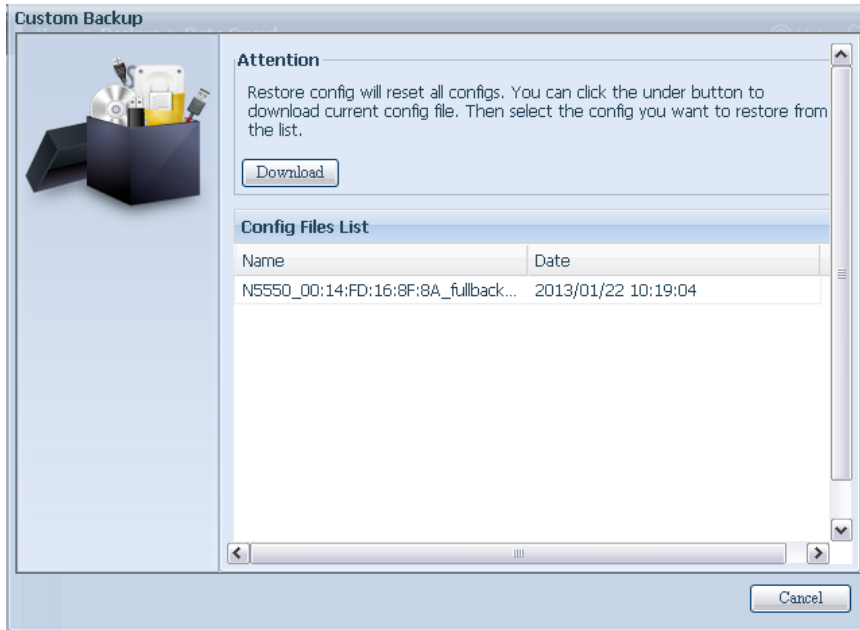 Custom Backup
Attention
Restore config will reset all configs. You can click the under button to
download current config file. Then select the config you want to restore from
the list.
Download
Config Files List
Name Date
N5550_00:14:FD:16:8F:8A_fullback... 2013/01/22 10:19:04
Cancel